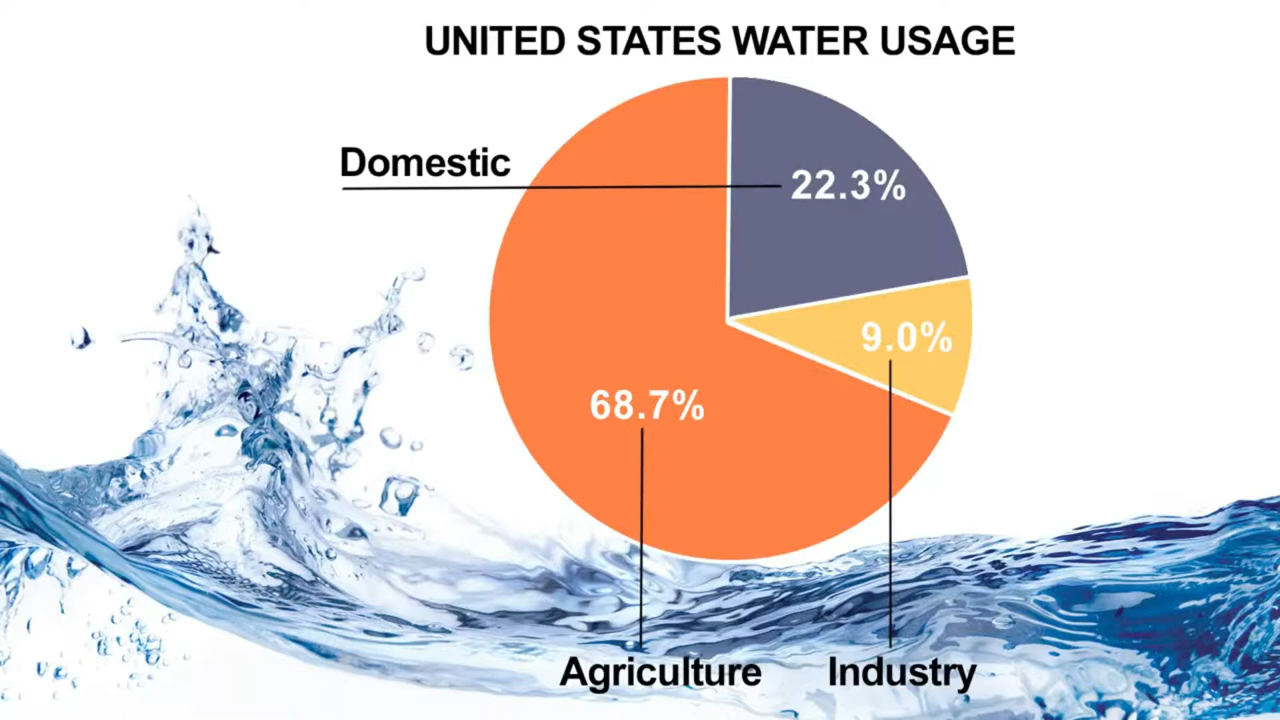 UNITED STATES WATER USAGE
Domestic
22.3%
9.0%
68.7%
Agriculture
Industry